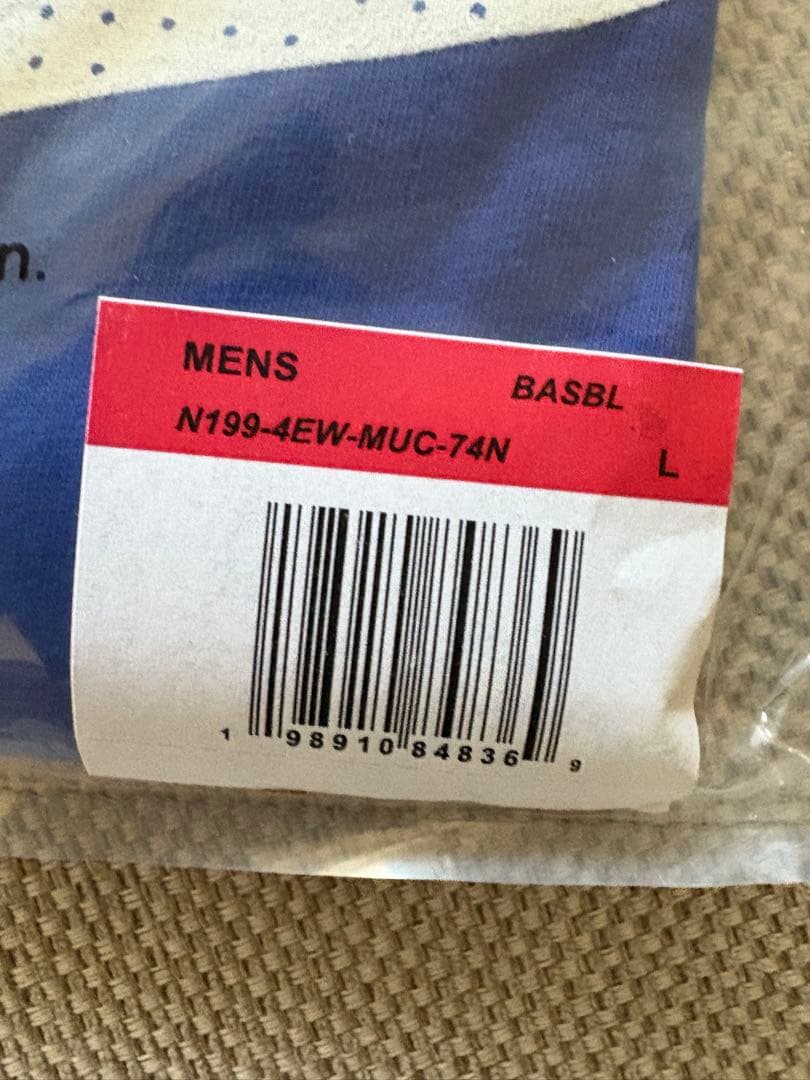 n.
MENS
BASBL
N199-4EW-MUC-74N
L
1 98910 84836 9